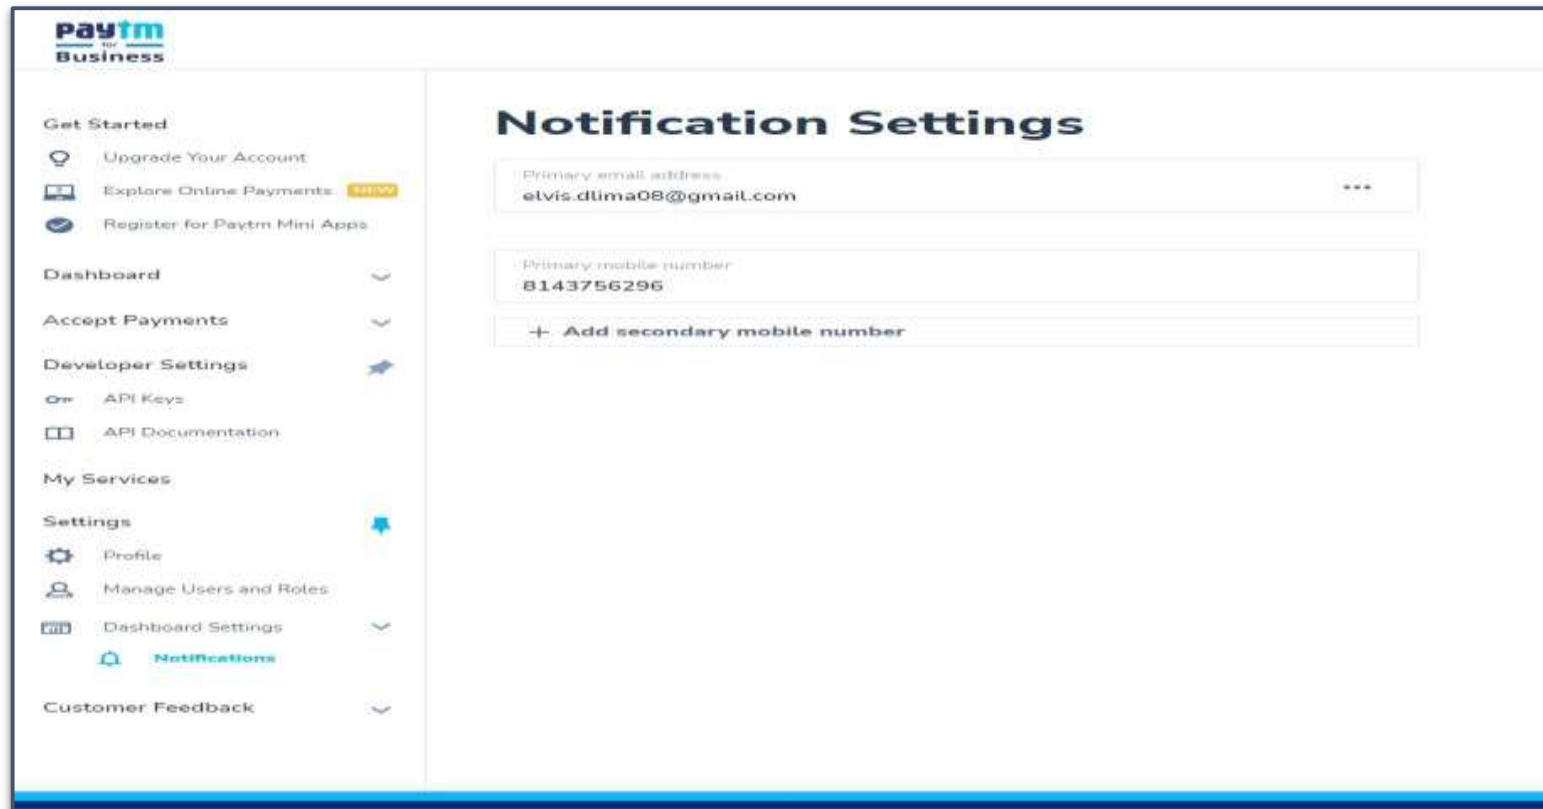 Paytm
for
Business
Get Started
Upgrade Your Account
Explore Online Payments NEW
Register for Paytm Mini Apps
Dashboard
Accept Payments
Developer Settings
API Keys
API Documentation
My Services
Settings
Profile
Manage Users and Roles
Dashboard Settings
Notifications
Customer Feedback
Notification Settings
Primary email address
elvis.dlima08@gmail.com
Primary mobile number
8143756296
+ Add secondary mobile number